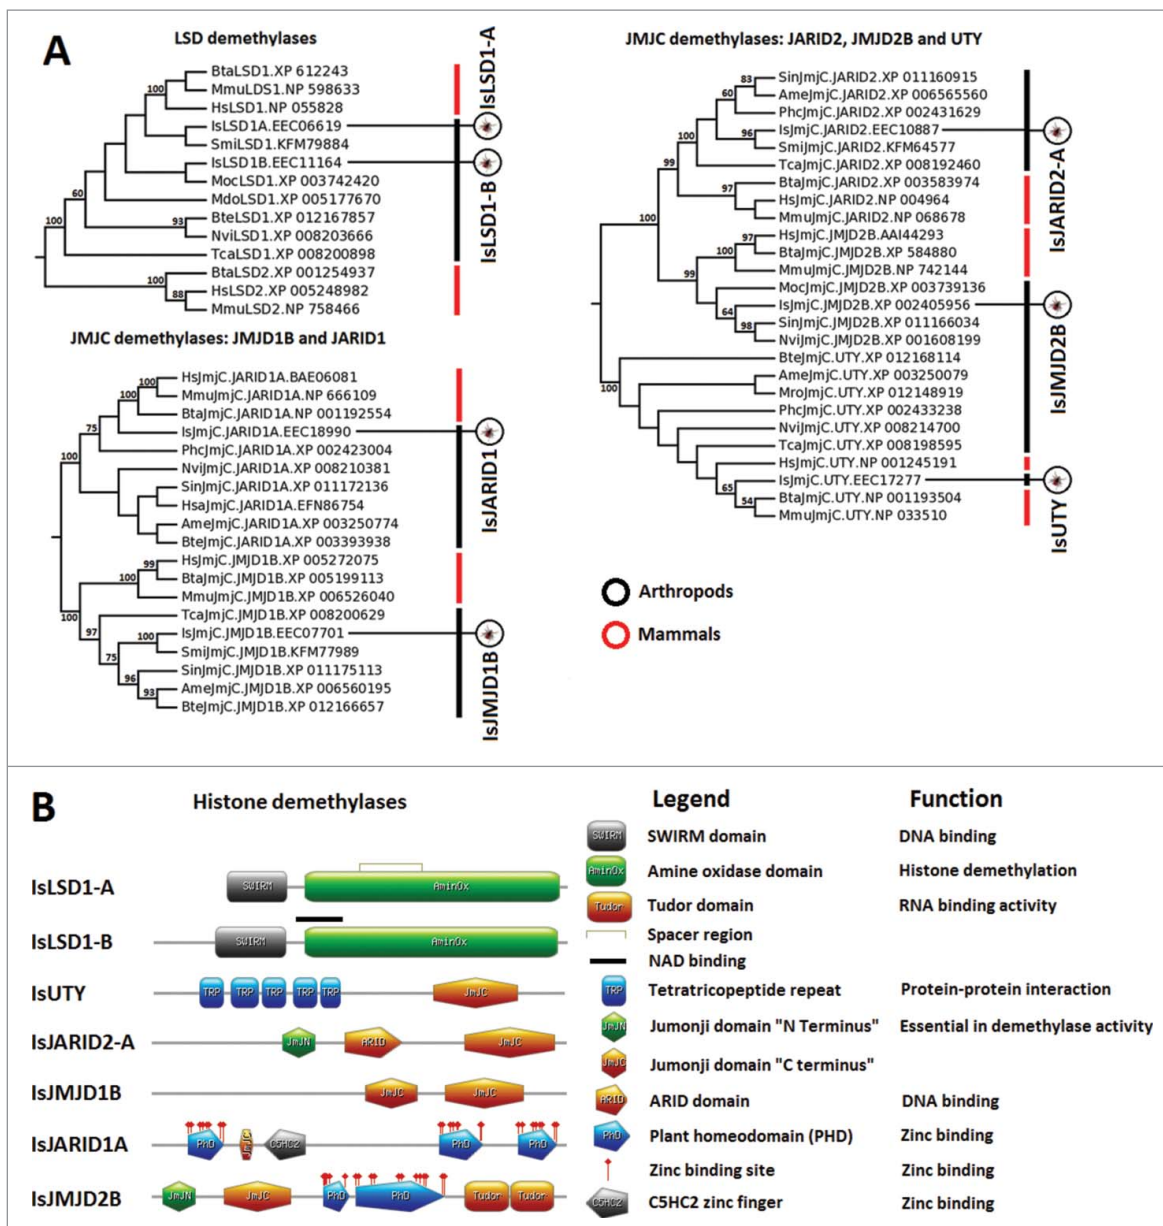 A
LSD demethylases
BtaLSD1.XP 612243
MmuLDS1.NP 598633
HsLSD1.NP 055828
IsLSD1A.EEC06619
SmiLSD1.KFM79884
IsLSD1B.EEC11164
MocLSD1.XP 003742420
MdoLSD1.XP 005177670
BteLSD1.XP 012167857
NviLSD1.XP 008203666
TcaLSD1.XP 008200898
BtaLSD2.XP 001254937
HsLSD2.XP 005248982
MmuLSD2.NP 758466
100
60
100
93
100
88
IsLSD1-A
IsLSD1-B
JMJC demethylases: JMJD1B and JARID1
HsJmjC.JARID1A.BAE06081
MmuJmjC.JARID1A.NP 666109
BtaJmjC.JARID1A.NP 001192554
IsJmjC.JARID1A.EEC18990
PhcJmjC.JARID1A.XP 002423004
NviJmjC.JARID1A.XP 008210381
SinJmjC.JARID1A.XP 011172136
HsaJmjC.JARID1A.EFN86754
AmeJmjC.JARID1A.XP 003250774
BteJmjC.JARID1A.XP 003393938
HsJmjC.JMJD1B.XP 005272075
BtaJmjC.JMJD1B.XP 005199113
MmuJmjC.JMJD1B.XP 006526040
TcaJmjC.JMJD1B.XP 008200629
IsJmjC.JMJD1B.EEC07701
SmiJmjC.JMJD1B.KFM77989
SinJmjC.JMJD1B.XP 011175113
AmeJmjC.JMJD1B.XP 006560195
BteJmjC.JMJD1B.XP 012166657
100
100
75
100
99
100
100
97
100
75
96
93
IsJARID1
IsJMJD1B
JMJC demethylases: JARID2, JMJD2B and UTY
SinJmjC.JARID2.XP 011160915
AmeJmjC.JARID2.XP 006565560
PhcJmjC.JARID2.XP 002431629
IsJmjC.JARID2.EEC10887
SmiJmjC.JARID2.KFM64577
TcaJmjC.JARID2.XP 008192460
BtaJmjC.JARID2.XP 003583974
HsJmjC.JARID2.NP 004964
MmuJmjC.JARID2.NP 068678
HsJmjC.JMJD2B.AAI44293
BtaJmjC.JMJD2B.XP 584880
MmuJmjC.JMJD2B.NP 742144
MocJmjC.JMJD2B.XP 003739136
IsJmjC.JMJD2B.XP 002405956
SinJmjC.JMJD2B.XP 011166034
NviJmjC.JMJD2B.XP 001608199
BteJmjC.UTY.XP 012168114
AmeJmjC.UTY.XP 003250079
MroJmjC.UTY.XP 012148919
PhcJmjC.UTY.XP 002433238
NviJmjC.UTY.XP 008214700
TcaJmjC.UTY.XP 008198595
HsJmjC.UTY.NP 001245191
IsJmjC.UTY.EEC17277
BtaJmjC.UTY.NP 001193504
MmuJmjC.UTY.NP 033510
83
60
100
96
99
97
100
97
100
99
64
98
100
65
54
IsJARID2-A
IsJMJD2B
IsUTY
Arthropods
Mammals
B
Histone demethylases
IsLSD1-A
SWIRM
AminOx
IsLSD1-B
SWIRM
AminOx
IsUTY
TRP TRP TRP TRP TRP
JmJC
IsJARID2-A
JmJN
ARID
JmJC
IsJMJD1B
JmJC
JmJC
IsJARID1A
PhD
JmJC
C5HC2
PhD
PhD
IsJMJD2B
JmJN
JmJC
PhD
PhD
Tudor
Tudor
Legend Function
SWIRM SWIRM domain DNA binding
AminOx Amine oxidase domain Histone demethylation
Tudor Tudor domain RNA binding activity
Spacer region
NAD binding
TRP Tetratricopeptide repeat Protein-protein interaction
JmJN Jumonji domain "N Terminus" Essential in demethylase activity
JmJC Jumonji domain "C terminus"
ARID ARID domain DNA binding
PhD Plant homeodomain (PHD) Zinc binding
Zinc binding site Zinc binding
C5HC2 C5HC2 zinc finger Zinc binding